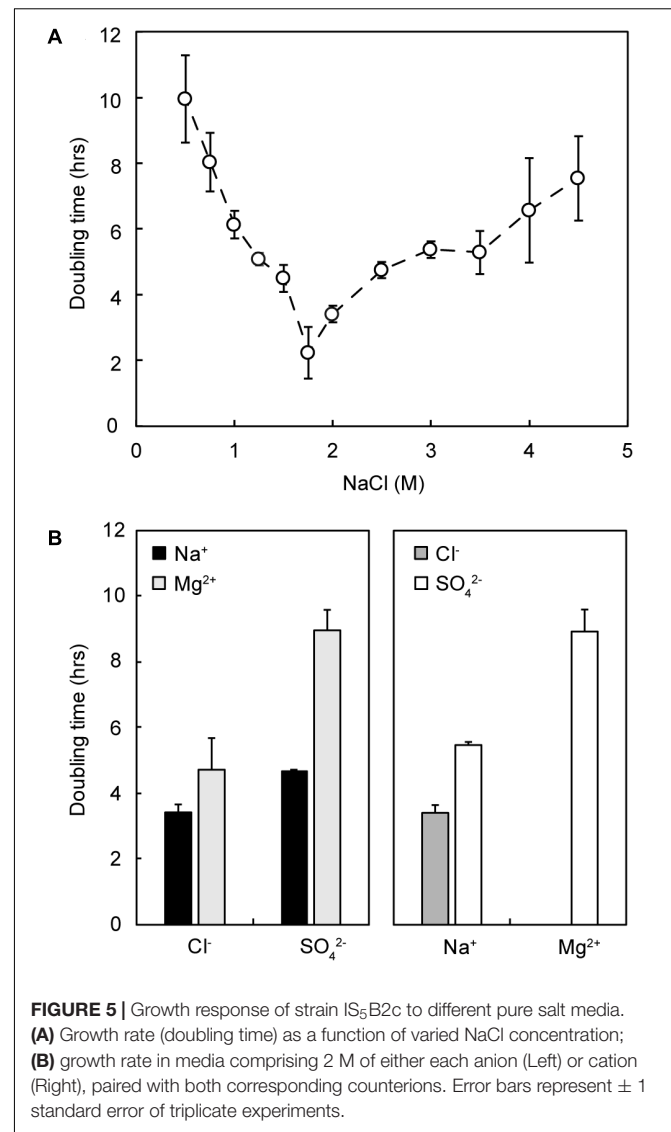 A
12
10
8
6
4
2
0
Doubling time (hrs)
0 1 2 3 4 5
NaCl (M)
B
12
10
8
6
4
2
0
Doubling time (hrs)
Na⁺
Mg²⁺
Cl⁻ SO₄²⁻
Cl⁻
SO₄²⁻
Na⁺ Mg²⁺
FIGURE 5 | Growth response of strain IS₅B2c to different pure salt media.
(A) Growth rate (doubling time) as a function of varied NaCl concentration;
(B) growth rate in media comprising 2 M of either each anion (Left) or cation
(Right), paired with both corresponding counterions. Error bars represent ± 1
standard error of triplicate experiments.